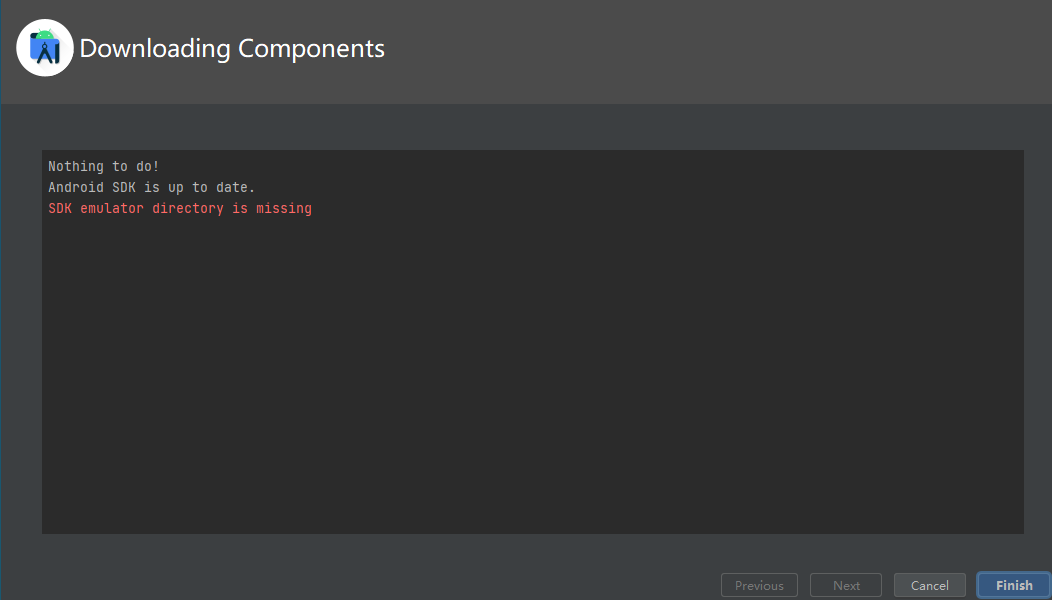 Downloading Components
Nothing to do!
Android SDK is up to date.
SDK emulator directory is missing
Previous
Next
Cancel
Finish